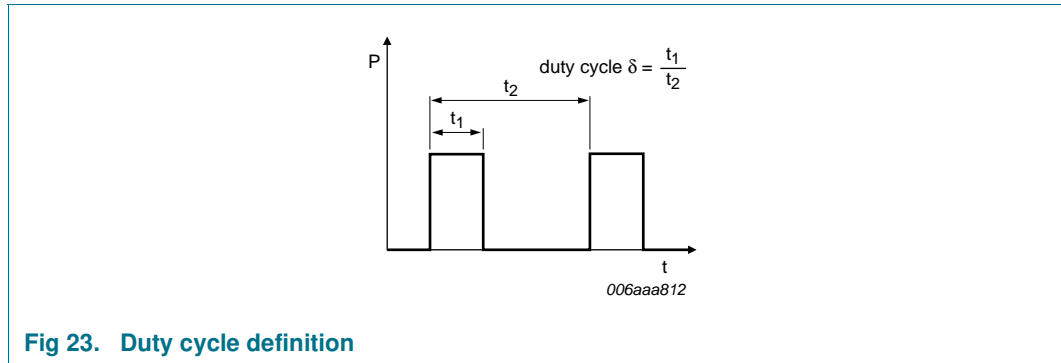 P
duty cycle δ = t1
t2
t2
t1
t
006aaa812
Fig 23. Duty cycle definition